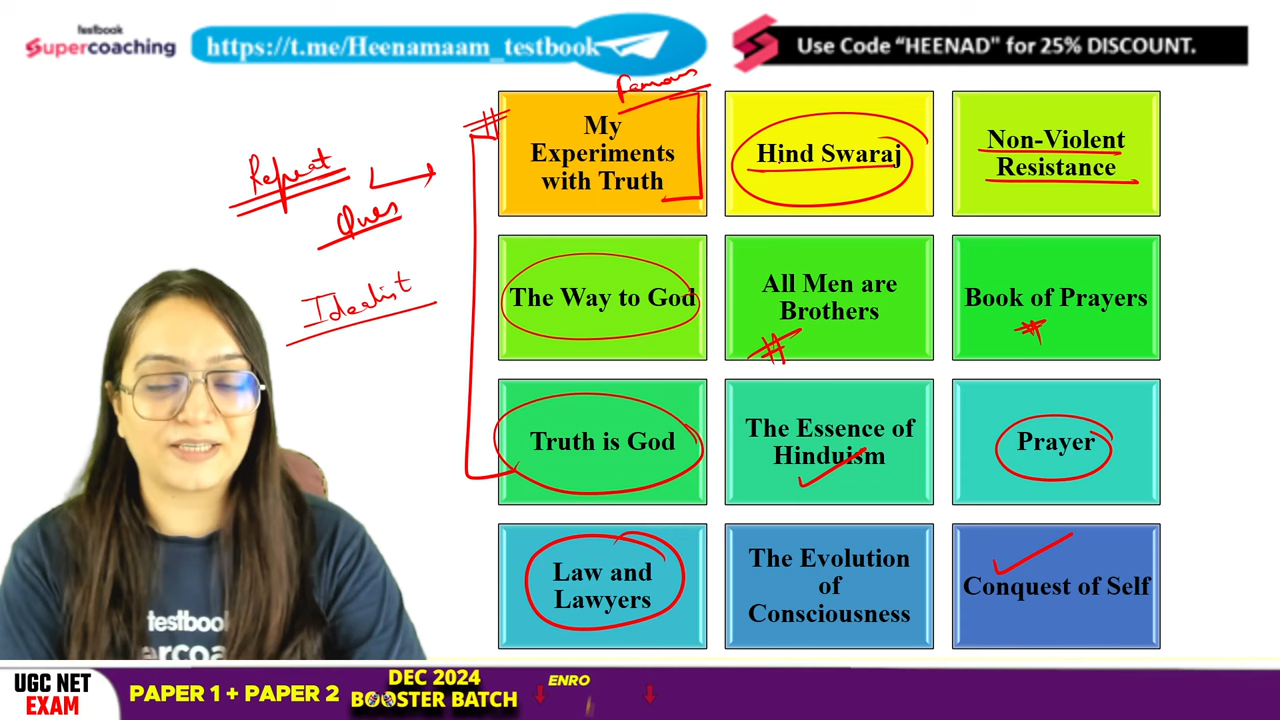 testbook
Supercoaching
https://t.me/Heenamaam_testbook
Use Code “HEENAD" for 25% DISCOUNT.
Famous
Repeat
Ques
Idealist
My
Experiments
with Truth
Hind Swaraj
Non-Violent
Resistance
The Way to God
All Men are
Brothers
Book of Prayers
Truth is God
The Essence of
Hinduism
Prayer
Law and
Lawyers
The Evolution
of
Consciousness
Conquest of Self
testbook
UGC NET
EXAM
PAPER 1 + PAPER 2
DEC 2024
BOOSTER BATCH
ENRO